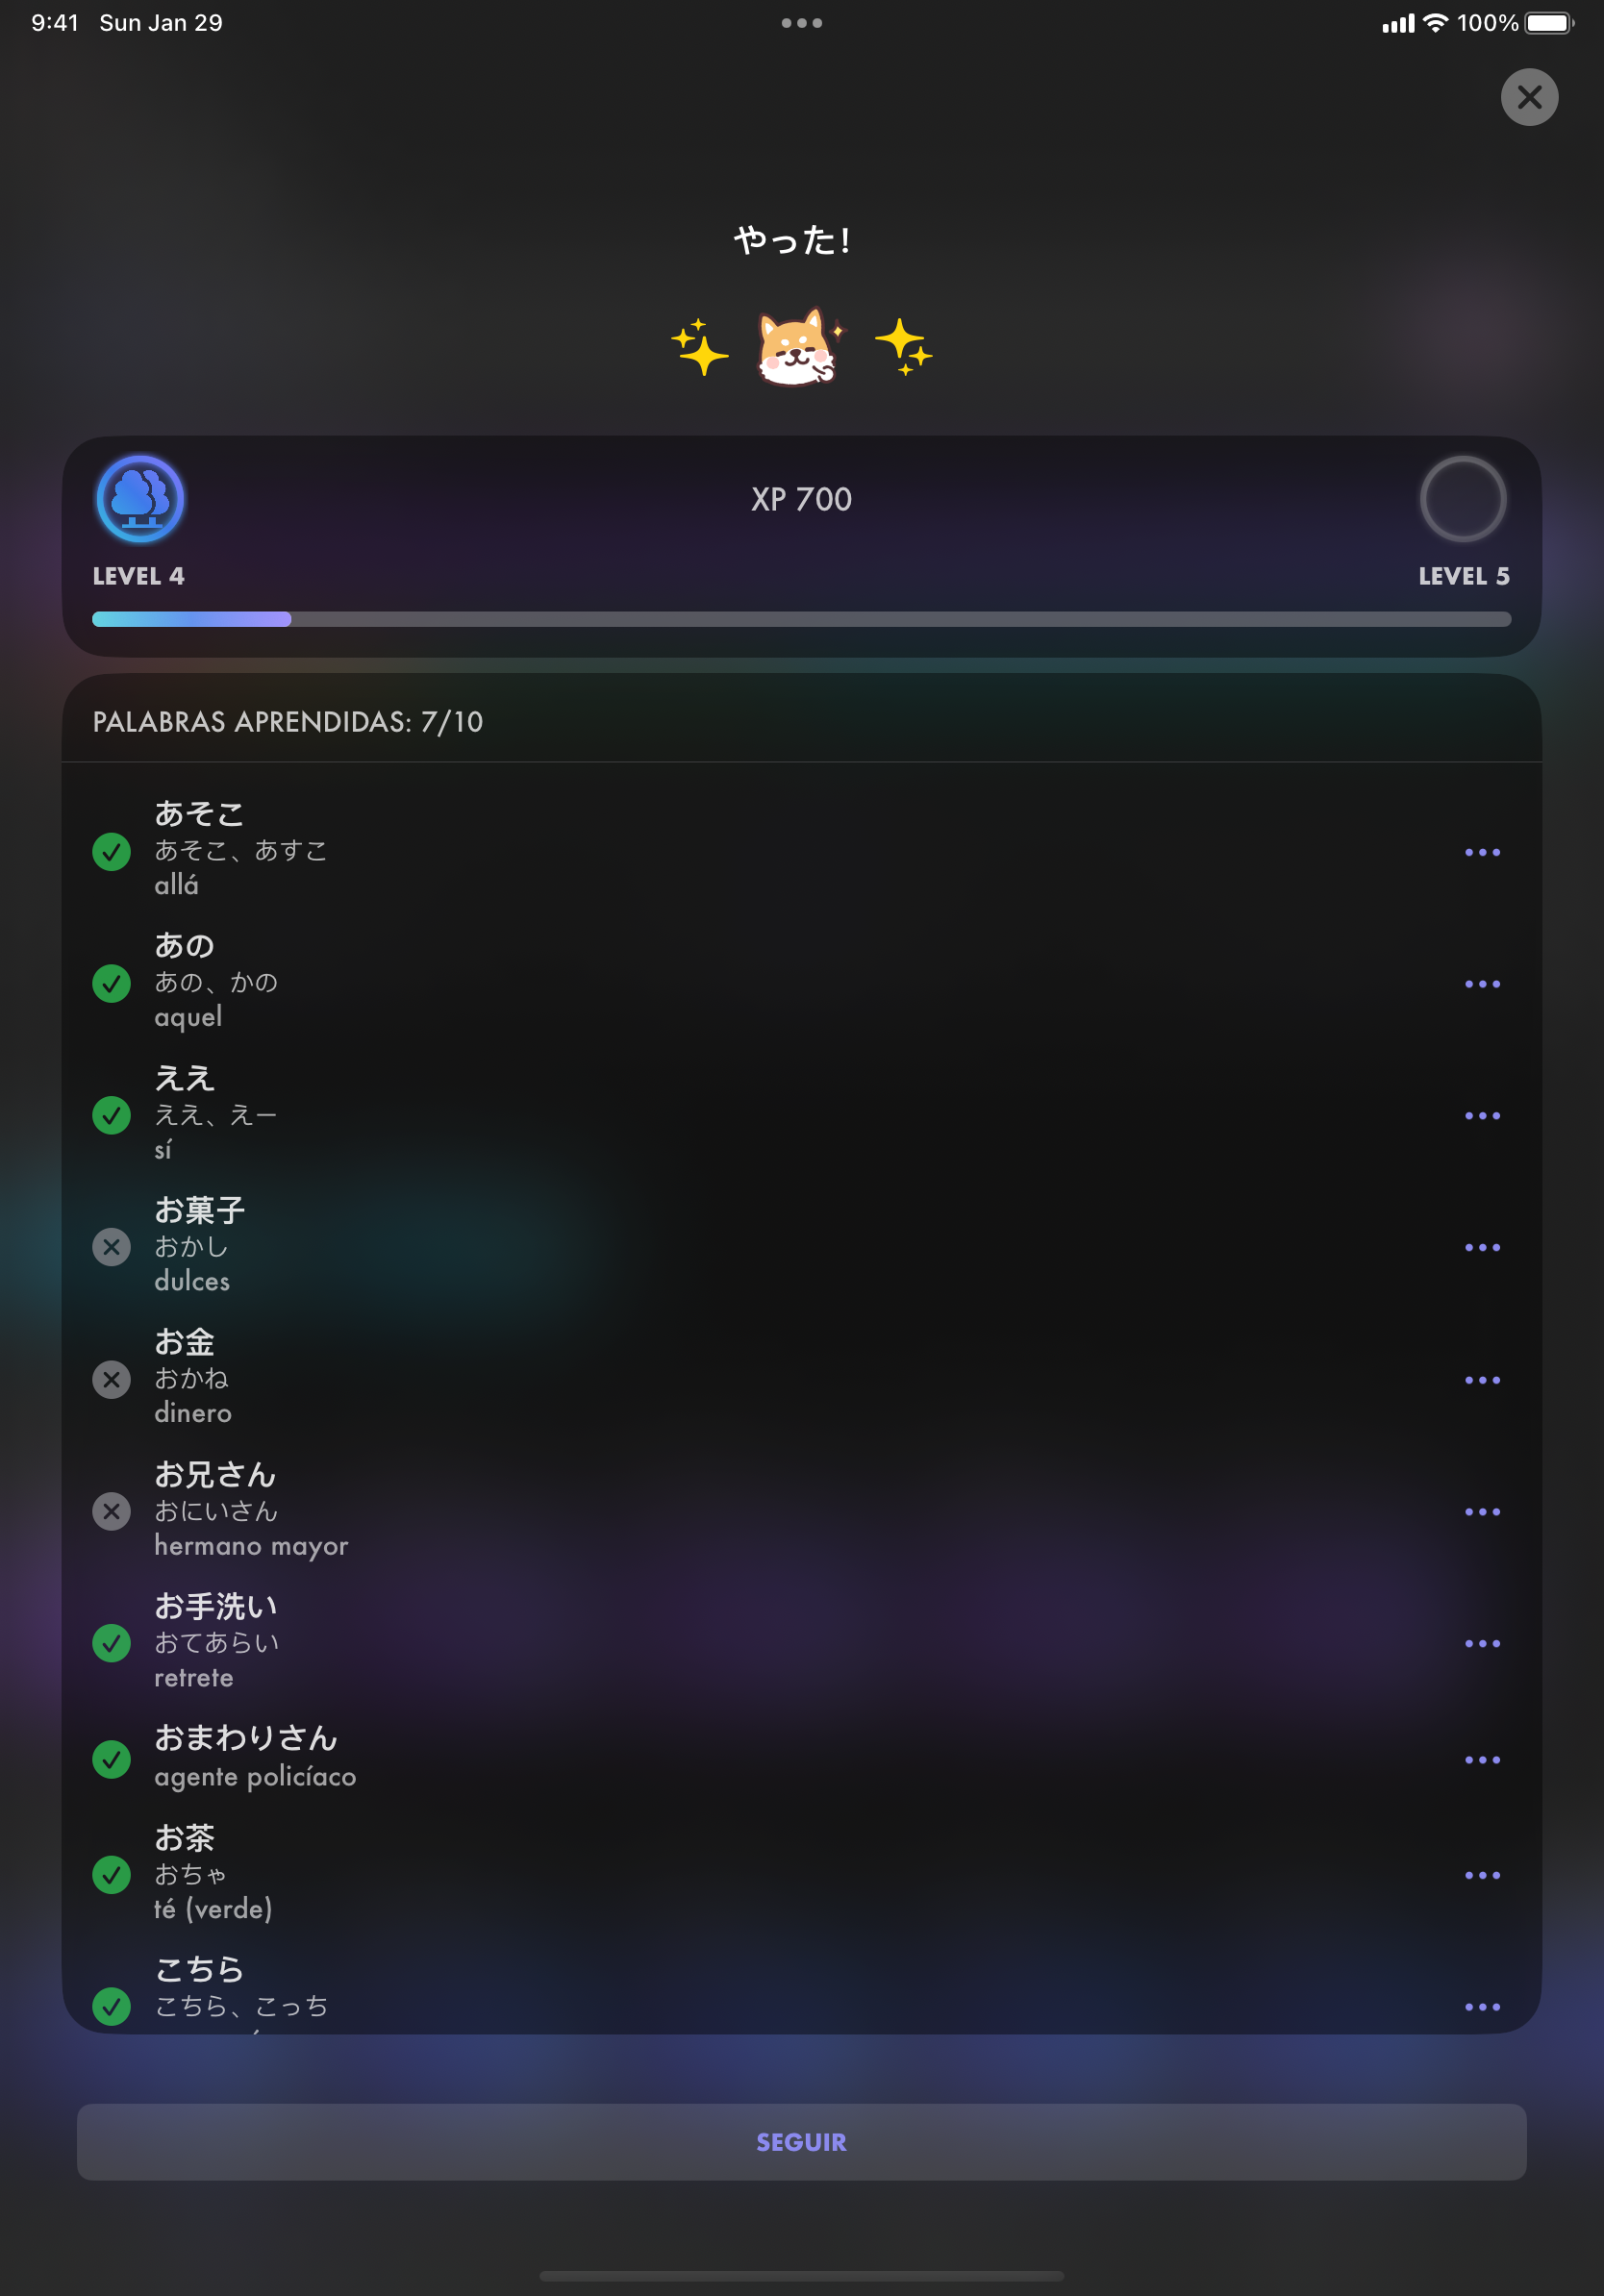 9:41 Sun Jan 29
100%
やった!
XP 700
LEVEL 4
LEVEL 5
PALABRAS APRENDIDAS: 7/10
あそこ
あそこ、あすこ
allá
あの
あの、かの
aquel
ええ
ええ、えー
sí
お菓子
おかし
dulces
お金
おかね
dinero
お兄さん
おにいさん
hermano mayor
お手洗い
おてあらい
retrete
おまわりさん
agente policíaco
お茶
おちゃ
té (verde)
こちら
こちら、こっち
SEGUIR